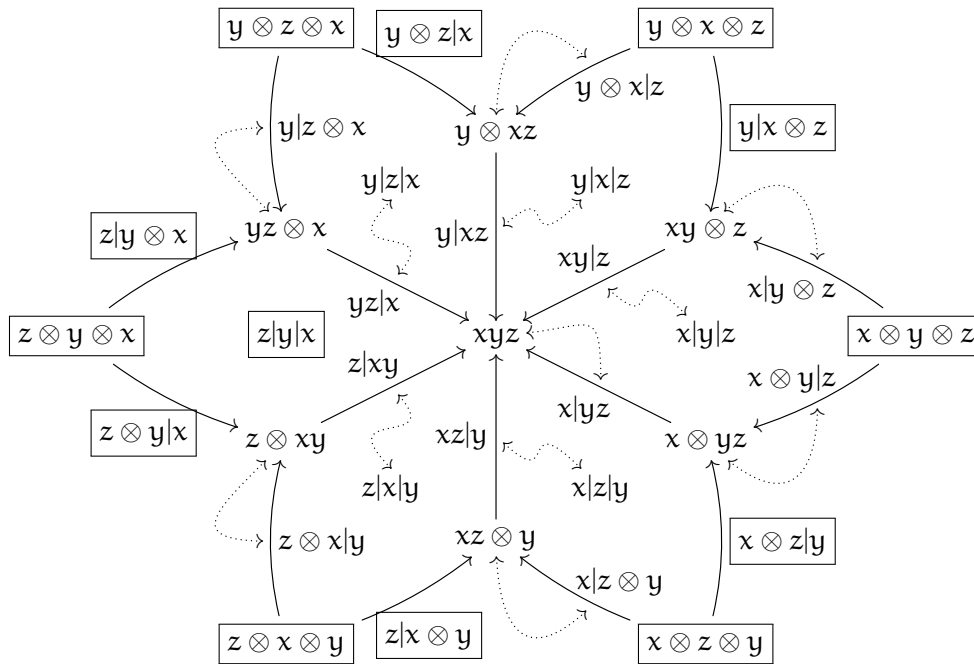 y ⊗ z ⊗ x
y ⊗ z|x
y ⊗ x ⊗ z
y ⊗ x|z
y|z ⊗ x
y ⊗ xz
y|x ⊗ z
y|z|x
y|x|z
z|y ⊗ x
yz ⊗ x
y|xz
xy ⊗ z
xy|z
x|y ⊗ z
yz|x
z ⊗ y ⊗ x
z|y|x
xyz
x|y|z
x ⊗ y ⊗ z
z|xy
x ⊗ y|z
x|yz
z ⊗ y|x
z ⊗ xy
xz|y
x ⊗ yz
z|x|y
x|z|y
z ⊗ x|y
xz ⊗ y
x ⊗ z|y
x|z ⊗ y
z ⊗ x ⊗ y
z|x ⊗ y
x ⊗ z ⊗ y